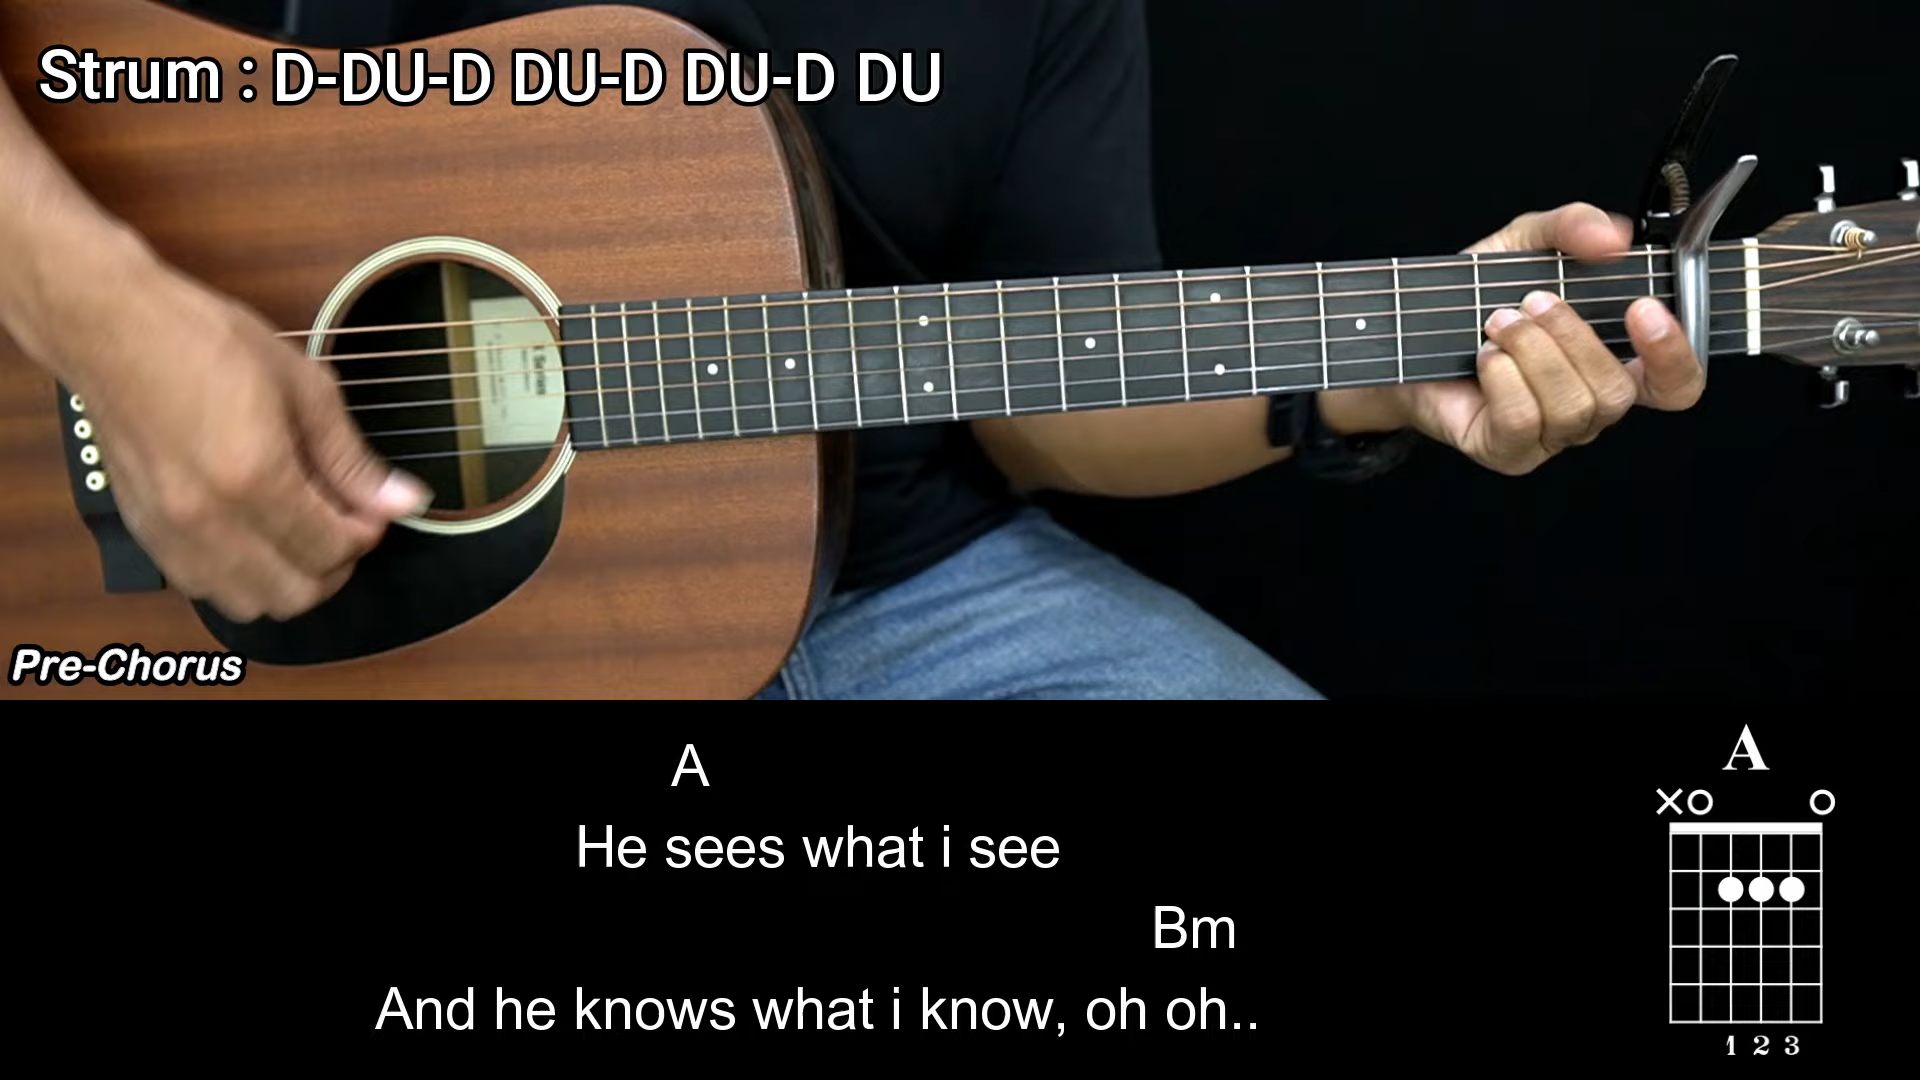 Strum : D-DU-D DU-D DU-D DU
Pre-Chorus
A
He sees what i see
Bm
And he knows what i know, oh oh..
A
×○ ○
1 2 3